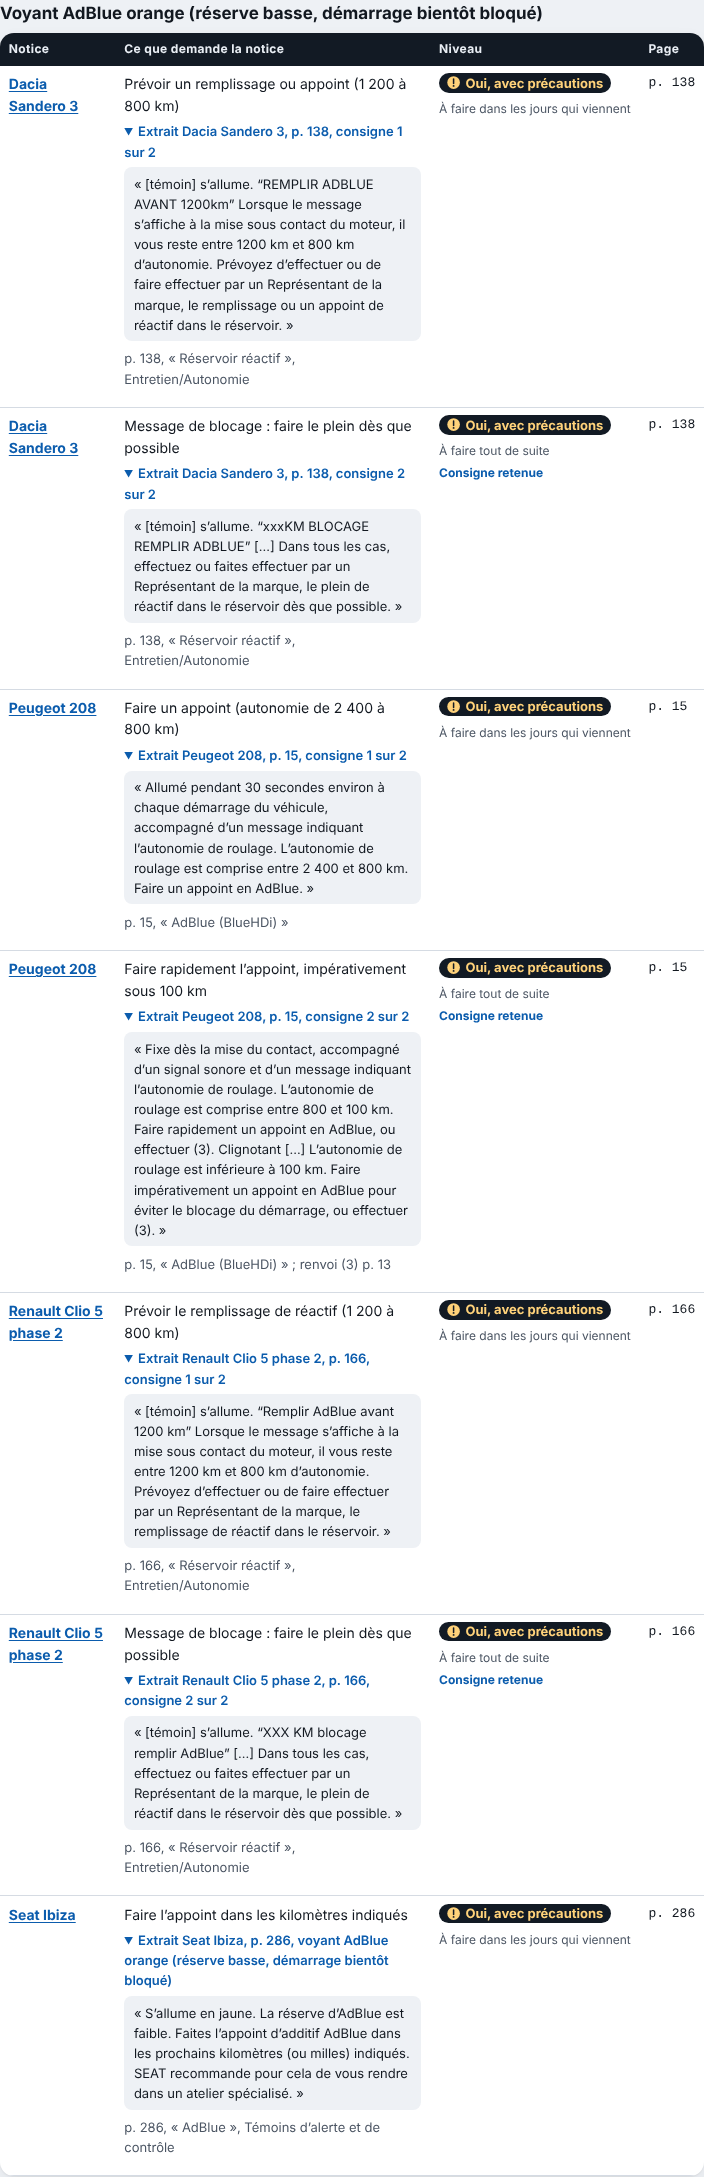 Voyant AdBlue orange (réserve basse, démarrage bientôt bloqué)
Notice Ce que demande la notice Niveau Page
Dacia Sandero 3
Prévoir un remplissage ou appoint (1 200 à
800 km)
▼ Extrait Dacia Sandero 3, p. 138, consigne 1
sur 2
« [témoin] s’allume. “REMPLIR ADBLUE
AVANT 1200km” Lorsque le message
s’affiche à la mise sous contact du moteur, il
vous reste entre 1200 km et 800 km
d’autonomie. Prévoyez d’effectuer ou de
faire effectuer par un Représentant de la
marque, le remplissage ou un appoint de
réactif dans le réservoir. »
p. 138, « Réservoir réactif »,
Entretien/Autonomie
! Oui, avec précautions
À faire dans les jours qui viennent
p. 138
Dacia
Sandero 3
Message de blocage : faire le plein dès que
possible
▼ Extrait Dacia Sandero 3, p. 138, consigne 2
sur 2
« [témoin] s’allume. “xxxKM BLOCAGE
REMPLIR ADBLUE” [...] Dans tous les cas,
effectuez ou faites effectuer par un
Représentant de la marque, le plein de
réactif dans le réservoir dès que possible. »
p. 138, « Réservoir réactif »,
Entretien/Autonomie
! Oui, avec précautions
À faire tout de suite
Consigne retenue
p. 138
Peugeot 208
Faire un appoint (autonomie de 2 400 à
800 km)
▼ Extrait Peugeot 208, p. 15, consigne 1 sur 2
« Allumé pendant 30 secondes environ à
chaque démarrage du véhicule,
accompagné d’un message indiquant
l’autonomie de roulage. L’autonomie de
roulage est comprise entre 2 400 et 800 km.
Faire un appoint en AdBlue. »
p. 15, « AdBlue (BlueHDi) »
! Oui, avec précautions
À faire dans les jours qui viennent
p. 15
Peugeot 208
Faire rapidement l’appoint, impérativement
sous 100 km
▼ Extrait Peugeot 208, p. 15, consigne 2 sur 2
« Fixe dès la mise du contact, accompagné
d’un signal sonore et d’un message indiquant
l’autonomie de roulage. L’autonomie de
roulage est comprise entre 800 et 100 km.
Faire rapidement un appoint en AdBlue, ou
effectuer (3). Clignotant [...] L’autonomie de
roulage est inférieure à 100 km. Faire
impérativement un appoint en AdBlue pour
éviter le blocage du démarrage, ou effectuer
(3). »
p. 15, « AdBlue (BlueHDi) » ; renvoi (3) p. 13
! Oui, avec précautions
À faire tout de suite
Consigne retenue
p. 15
Renault Clio 5
phase 2
Prévoir le remplissage de réactif (1 200 à
800 km)
▼ Extrait Renault Clio 5 phase 2, p. 166,
consigne 1 sur 2
« [témoin] s’allume. “Remplir AdBlue avant
1200 km” Lorsque le message s’affiche à la
mise sous contact du moteur, il vous reste
entre 1200 km et 800 km d’autonomie.
Prévoyez d’effectuer ou de faire effectuer
par un Représentant de la marque, le
remplissage de réactif dans le réservoir. »
p. 166, « Réservoir réactif »,
Entretien/Autonomie
! Oui, avec précautions
À faire dans les jours qui viennent
p. 166
Renault Clio 5
phase 2
Message de blocage : faire le plein dès que
possible
▼ Extrait Renault Clio 5 phase 2, p. 166,
consigne 2 sur 2
« [témoin] s’allume. “XXX KM blocage
remplir AdBlue” [...] Dans tous les cas,
effectuez ou faites effectuer par un
Représentant de la marque, le plein de
réactif dans le réservoir dès que possible. »
p. 166, « Réservoir réactif »,
Entretien/Autonomie
! Oui, avec précautions
À faire tout de suite
Consigne retenue
p. 166
Seat Ibiza
Faire l’appoint dans les kilomètres indiqués
▼ Extrait Seat Ibiza, p. 286, voyant AdBlue
orange (réserve basse, démarrage bientôt
bloqué)
« S’allume en jaune. La réserve d’AdBlue est
faible. Faites l’appoint d’additif AdBlue dans
les prochains kilomètres (ou milles) indiqués.
SEAT recommande pour cela de vous rendre
dans un atelier spécialisé. »
p. 286, « AdBlue », Témoins d’alerte et de
contrôle
! Oui, avec précautions
À faire dans les jours qui viennent
p. 286